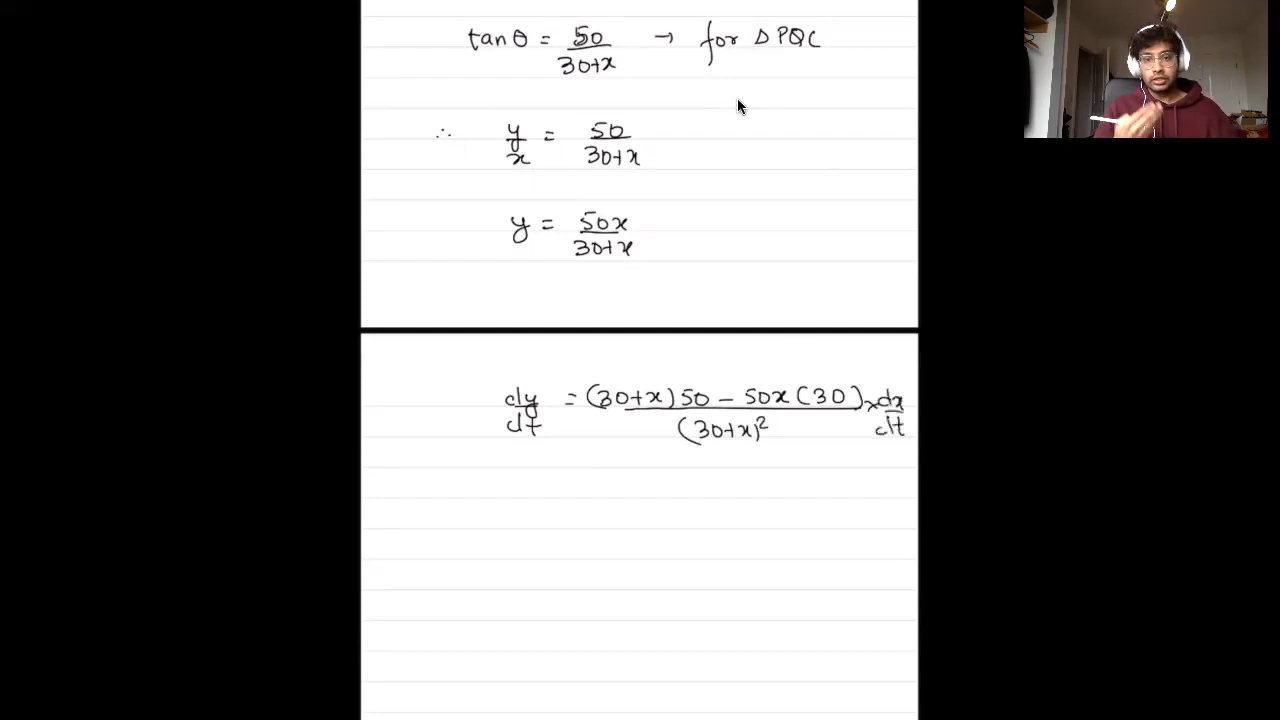 tan θ = 50/(30+x) → for Δ PQC
∴ y/x = 50/(30+x)
y = 50x/(30+x)
dy/dt = ((30+x)50 − 50x(30))/(30+x)² × dx/dt